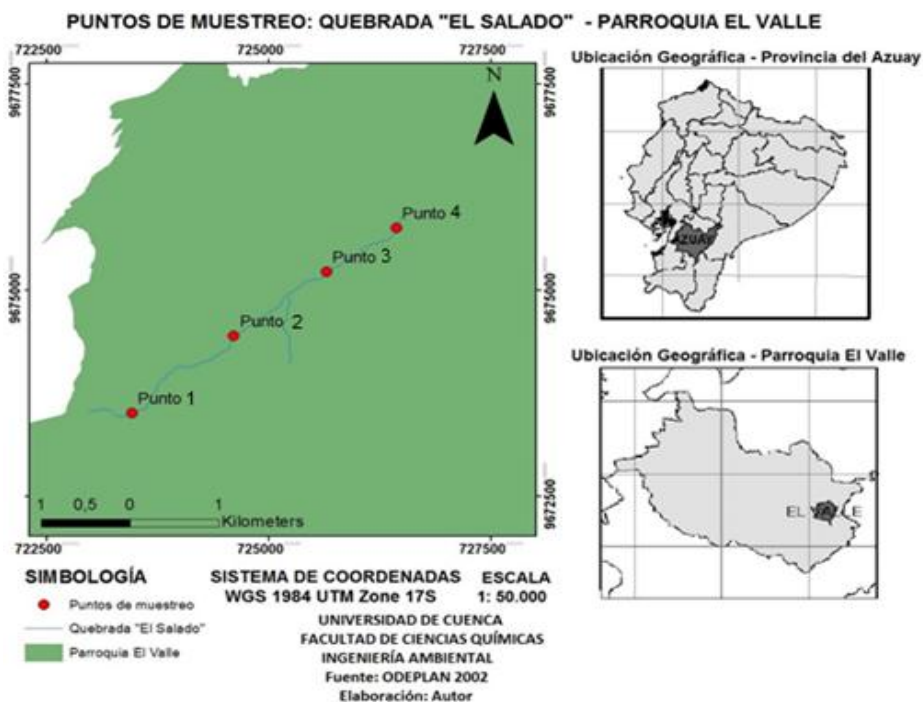 PUNTOS DE MUESTREO: QUEBRADA "EL SALADO" - PARROQUIA EL VALLE
722500 725000 727500
9677500
9675000
9672500
N
Punto 4
Punto 3
Punto 2
Punto 1
1 0,5 0 1
Kilometers
9677500
9675000
9672500
722500 725000 727500
SIMBOLOGÍA
Puntos de muestreo
Quebrada "El Salado"
Parroquia El Valle
SISTEMA DE COORDENADAS
WGS 1984 UTM Zone 17S
ESCALA
1: 50.000
UNIVERSIDAD DE CUENCA
FACULTAD DE CIENCIAS QUÍMICAS
INGENIERÍA AMBIENTAL
Fuente: ODEPLAN 2002
Elaboración: Autor
Ubicación Geográfica - Provincia del Azuay
AZUAY
Ubicación Geográfica - Parroquia El Valle